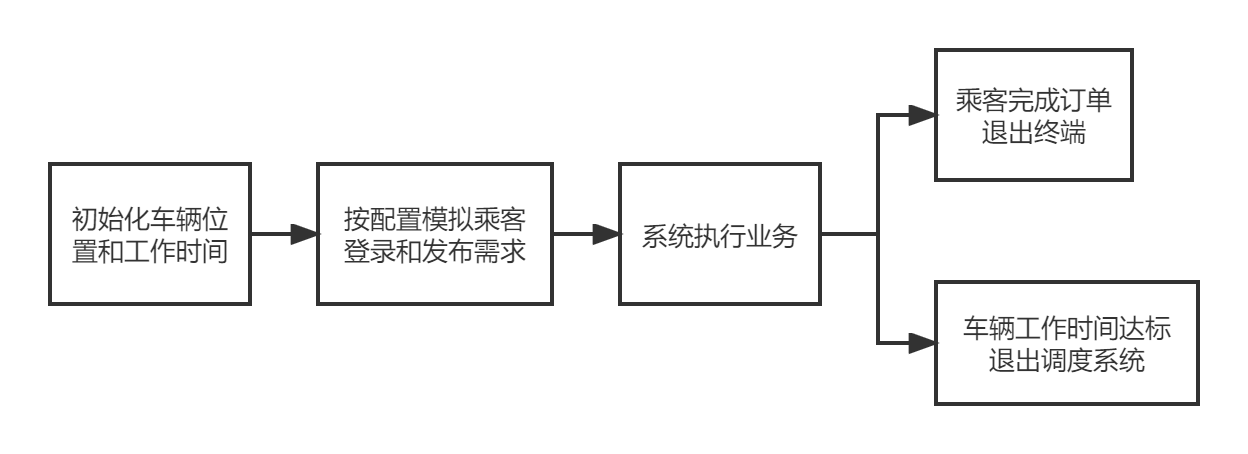 初始化车辆位
置和工作时间
按配置模拟乘客
登录和发布需求
系统执行业务
乘客完成订单
退出终端
车辆工作时间达标
退出调度系统